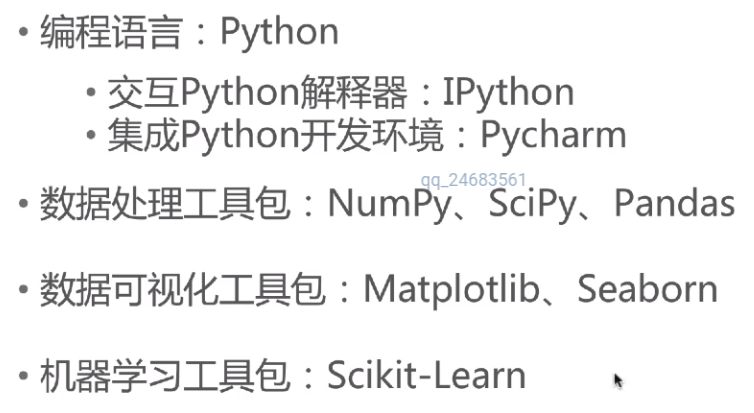 • 编程语言：Python
• 交互Python解释器：IPython
• 集成Python开发环境：Pycharm
qq_24683561
• 数据处理工具包：NumPy、SciPy、Pandas
• 数据可视化工具包：Matplotlib、Seaborn
• 机器学习工具包：Scikit-Learn